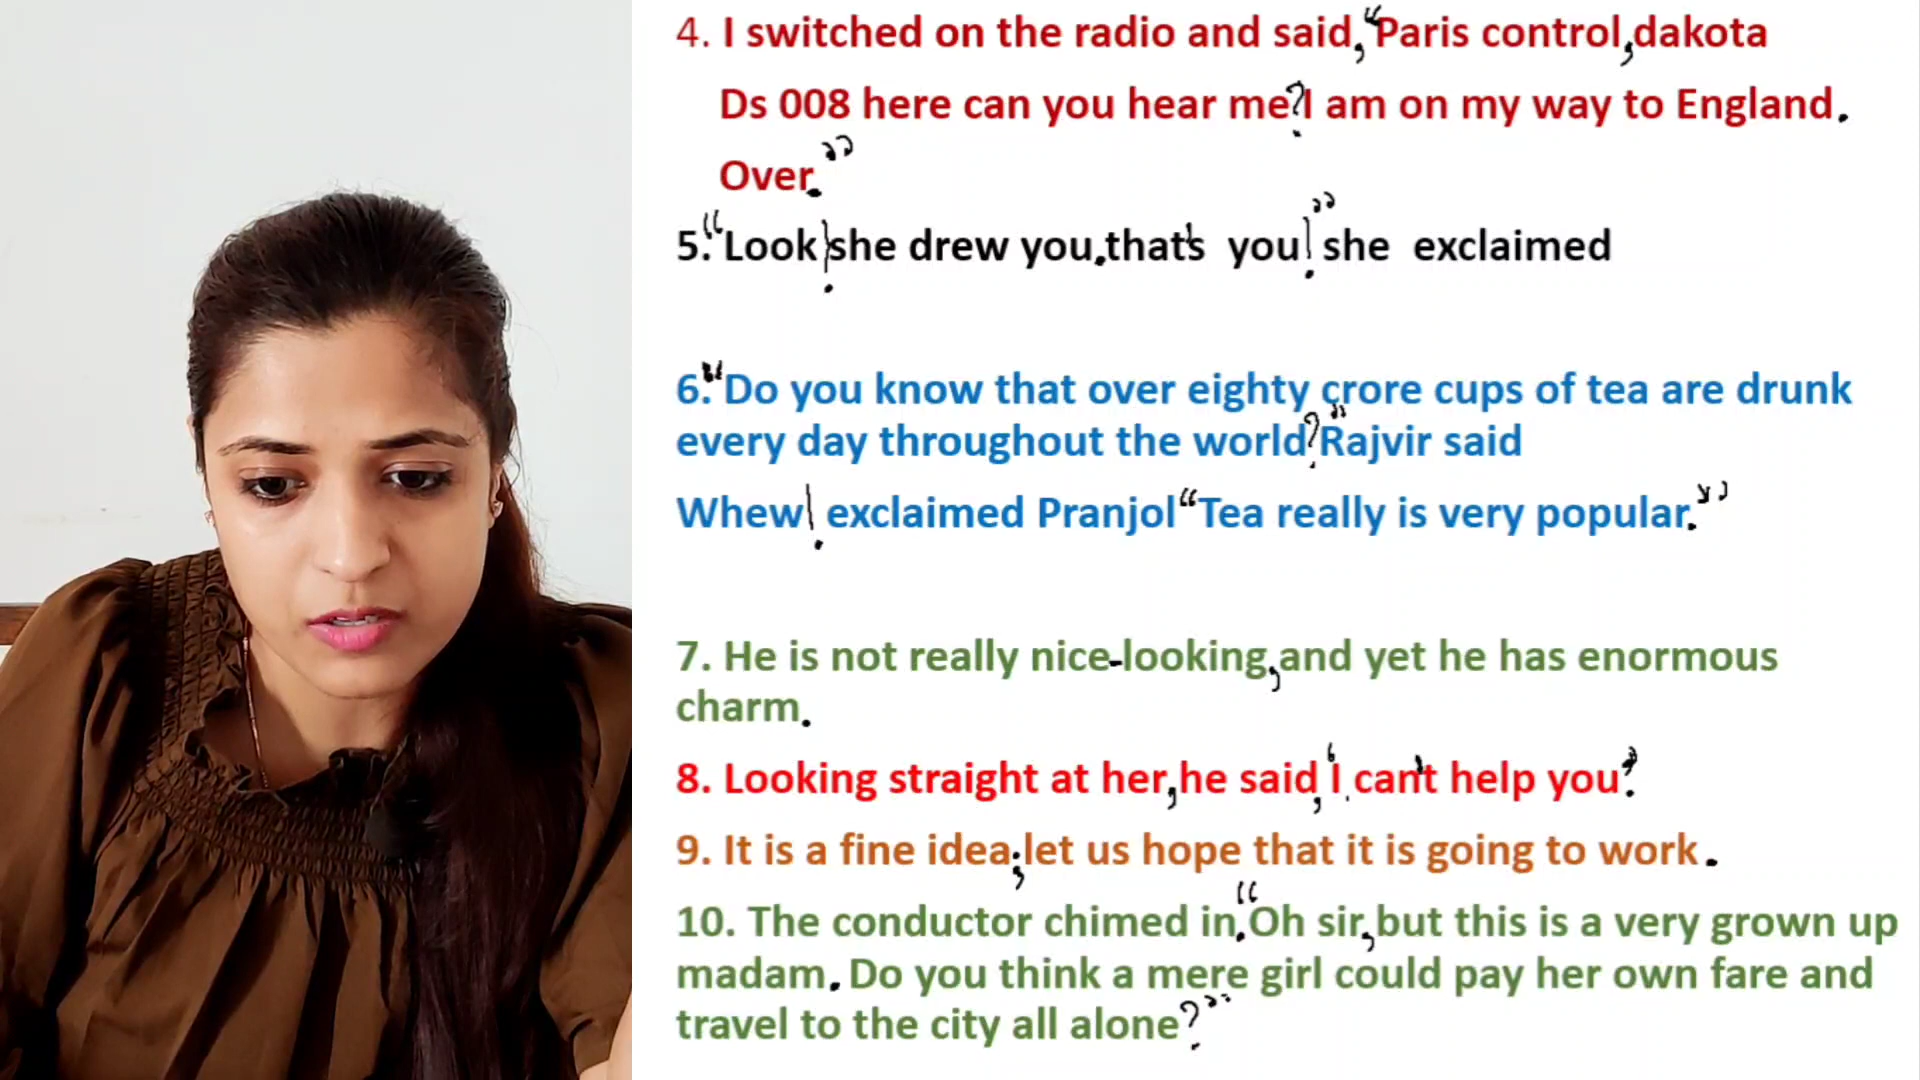 4. I switched on the radio and said, “Paris control,dakota
Ds 008 here can you hear me?I am on my way to England.
Over.”
5.“Look!she drew you.that's you!” she exclaimed
6.“Do you know that over eighty crore cups of tea are drunk
every day throughout the world?”Rajvir said
Whew! exclaimed Pranjol“Tea really is very popular.”
7. He is not really nice-looking,and yet he has enormous
charm.
8. Looking straight at her,he said,‘I can't help you’.
9. It is a fine idea;let us hope that it is going to work.
10. The conductor chimed in.“Oh sir,but this is a very grown up
madam. Do you think a mere girl could pay her own fare and
travel to the city all alone?”